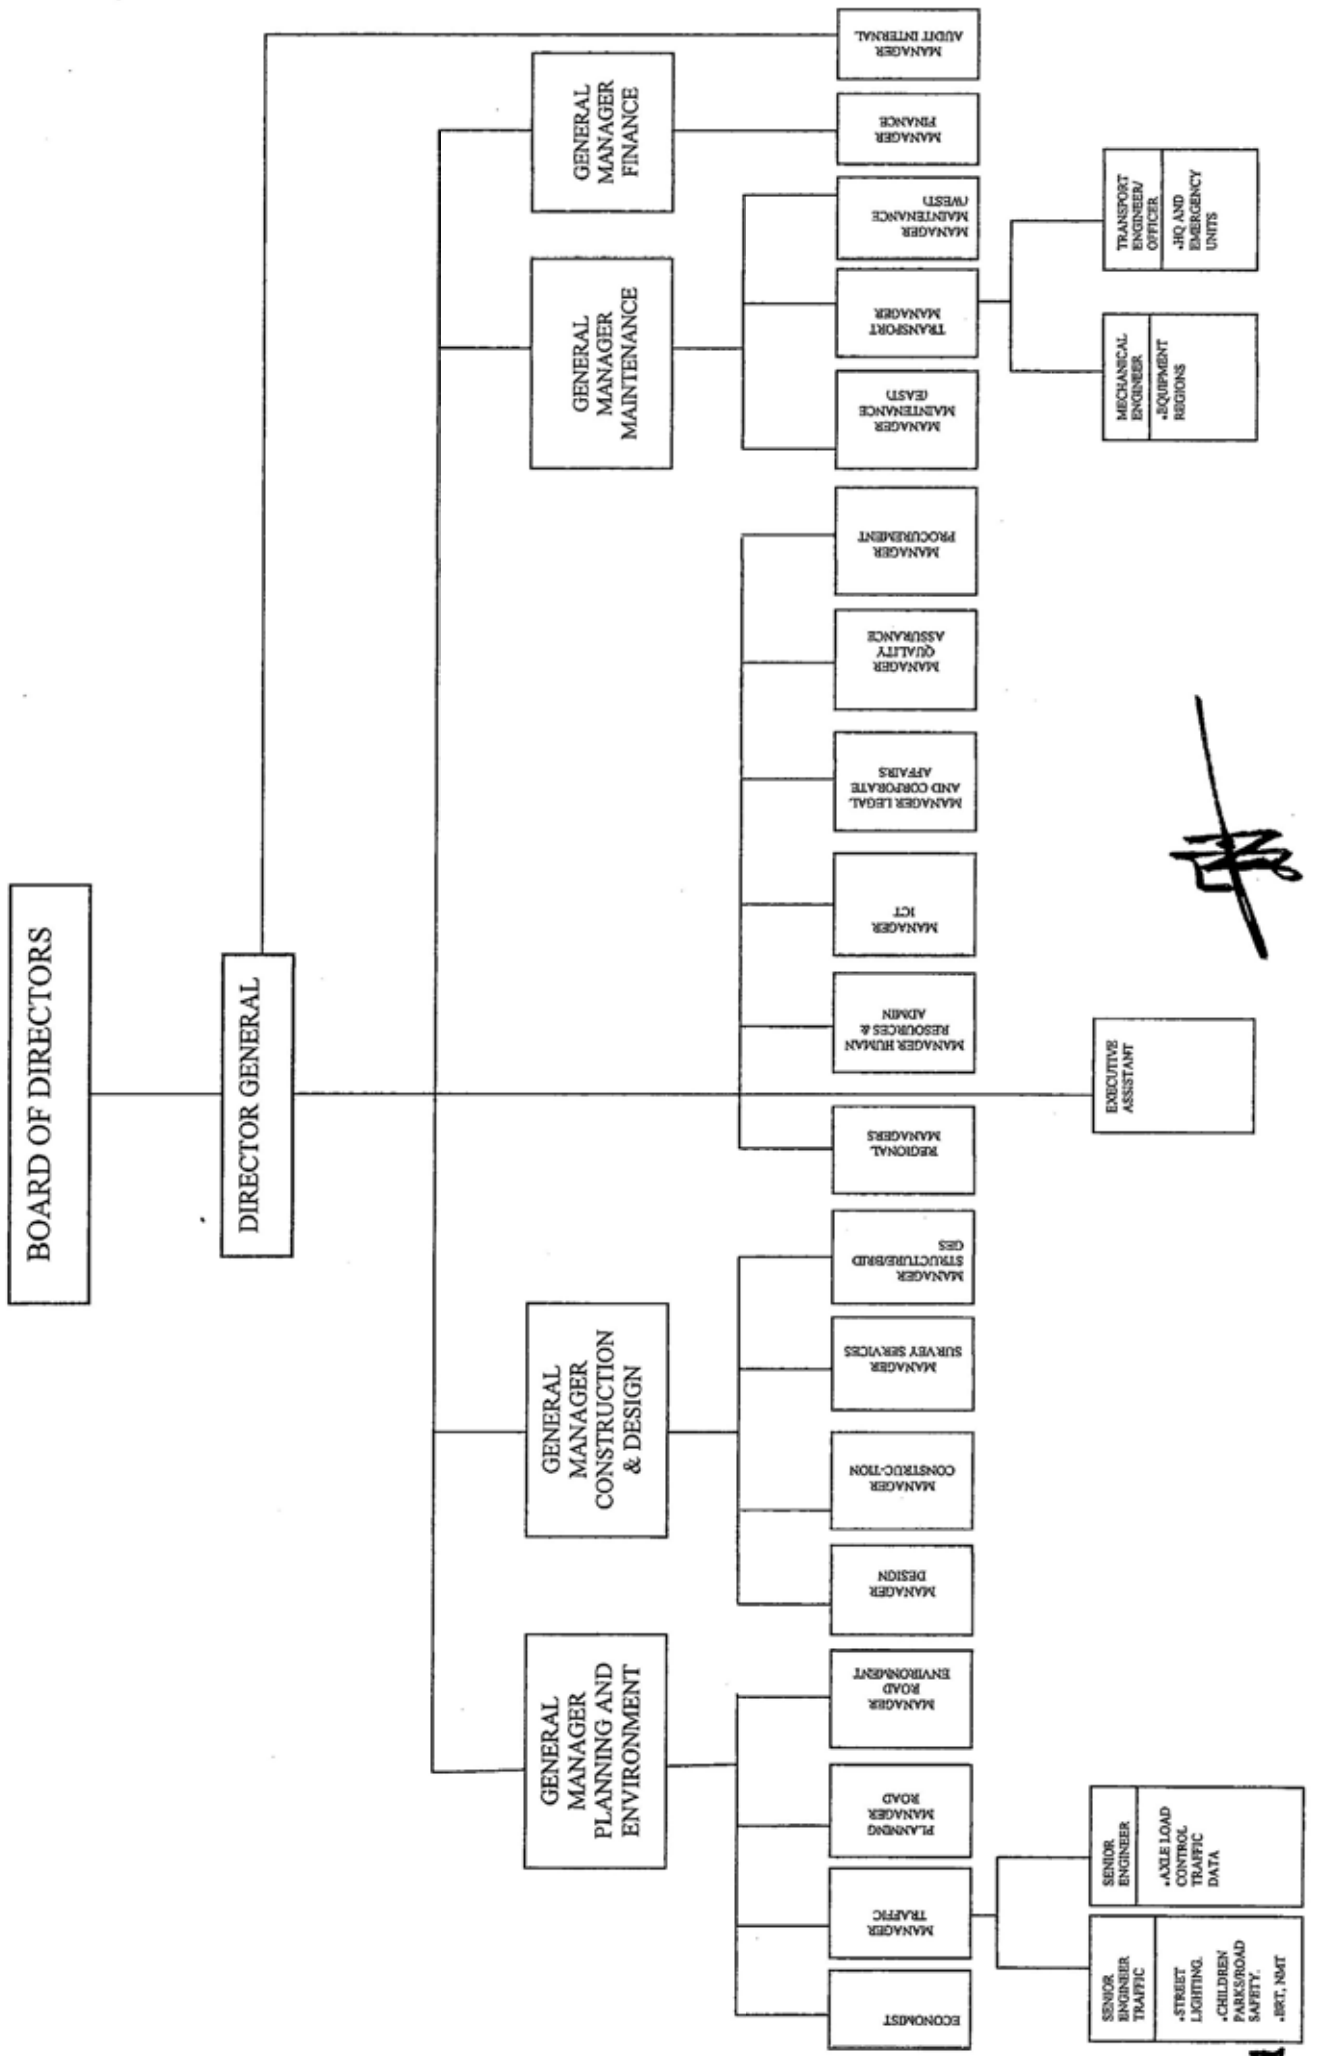 BOARD OF DIRECTORS
DIRECTOR GENERAL
GENERAL
MANAGER
PLANNING AND
ENVIRONMENT
GENERAL
MANAGER
CONSTRUCTION
& DESIGN
GENERAL
MANAGER
MAINTENANCE
GENERAL
MANAGER
FINANCE
ECONOMIST
MANAGER
TRAFFIC
PLANNING
MANAGER
ROAD
MANAGER
ROAD
ENVIRONMENT
MANAGER
DESIGN
MANAGER
CONSTRUC-TION
MANAGER
SURVEY SERVICES
MANAGER
STRUCTURE/BRID
GES
REGIONAL
MANAGERS
MANAGER HUMAN
RESOURCES &
ADMIN
MANAGER
ICT
MANAGER LEGAL
AND CORPORATE
AFFAIRS
MANAGER
QUALITY
ASSURANCE
MANAGER
PROCUREMENT
MANAGER
MAINTENANCE
(EAST)
TRANSPORT
MANAGER
MANAGER
MAINTENANCE
(WEST)
MANAGER
FINANCE
MANAGER
AUDIT INTERNAL
SENIOR
ENGINEER
TRAFFIC
•STREET
LIGHTING.
•CHILDREN
PARKS/ROAD
SAFETY.
•BRT, NMT
SENIOR
ENGINEER
•AXLE LOAD
CONTROL
TRAFFIC
DATA
EXECUTIVE
ASSISTANT
MECHANICAL
ENGINEER
•EQUIPMENT
REGIONS
TRANSPORT
ENGINEER/
OFFICER
•HQ AND
EMERGENCY
UNITS